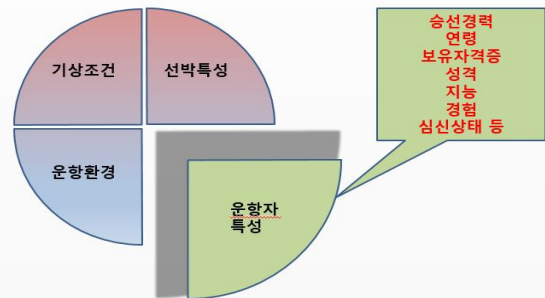 기상조건
선박특성
운항환경
운항자
특성
승선경력
연령
보유자격증
성격
지능
경험
심신상태 등